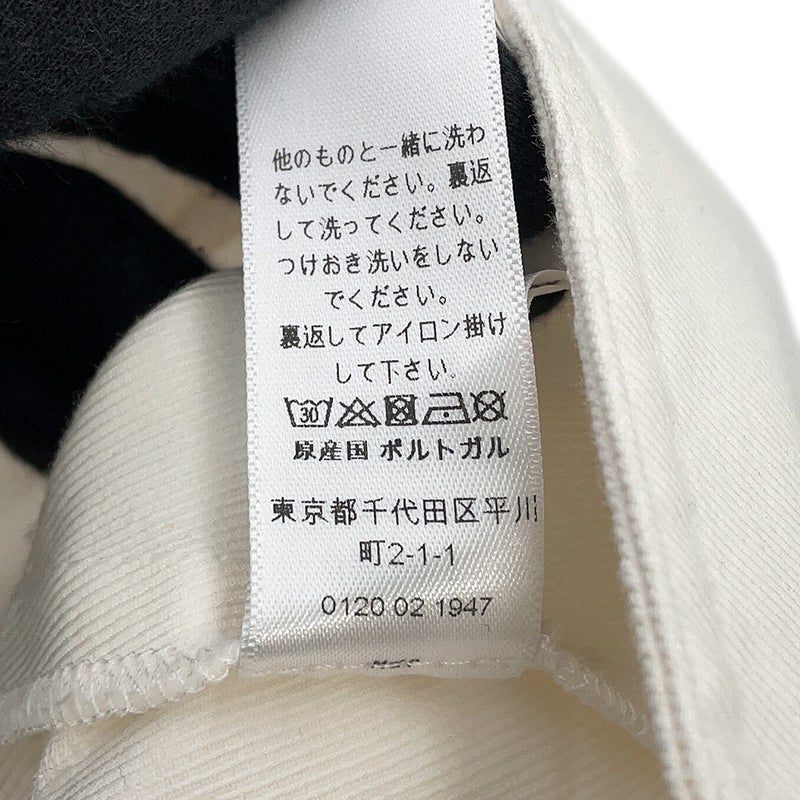 他のものと一緒に洗わ
ないでください。裏返
して洗ってください。
つけおき洗いをしない
でください。
裏返してアイロン掛け
して下さい.
30
原産国 ポルトガル
東京都千代田区平川
町2-1-1
0120 02 1947